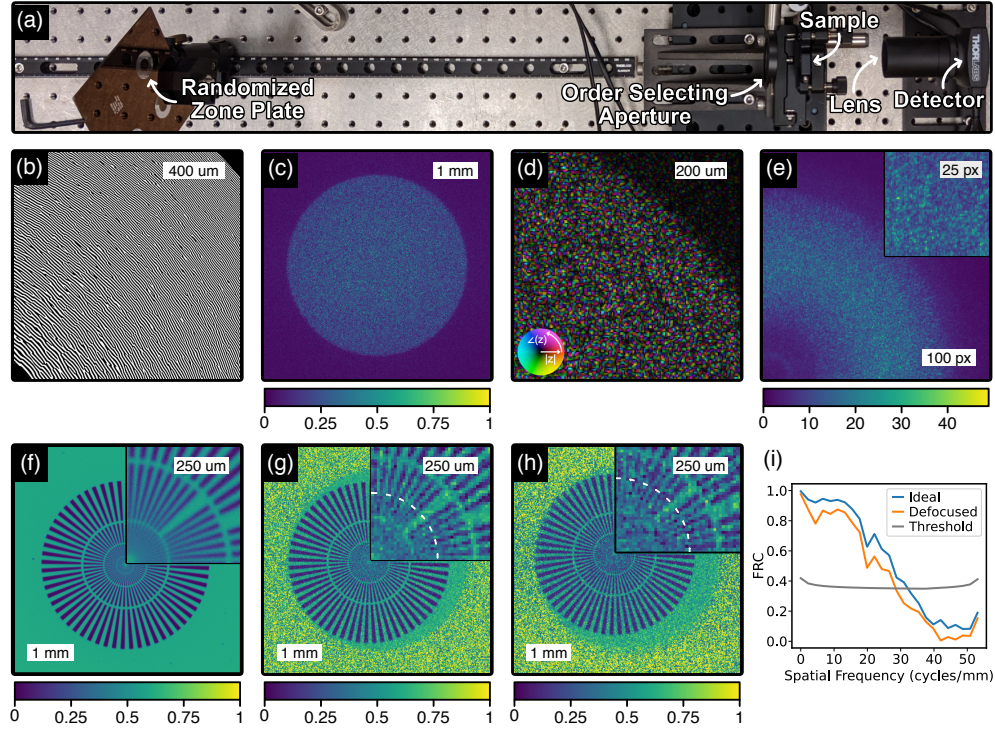 (a)
Randomized
Zone Plate
Order Selecting
Aperture
Sample
Lens
Detector
THORLABS
(b)
400 um
(c)
1 mm
(d)
200 um
∠(z)
|z|
(e)
25 px
100 px
0 0.25 0.5 0.75 1
0 10 20 30 40
(f)
250 um
1 mm
(g)
250 um
1 mm
(h)
250 um
1 mm
(i)
Ideal
Defocused
Threshold
FRC
1.0
0.8
0.6
0.4
0.2
0.0
0 10 20 30 40 50
Spatial Frequency (cycles/mm)
0 0.25 0.5 0.75 1
0 0.25 0.5 0.75 1
0 0.25 0.5 0.75 1